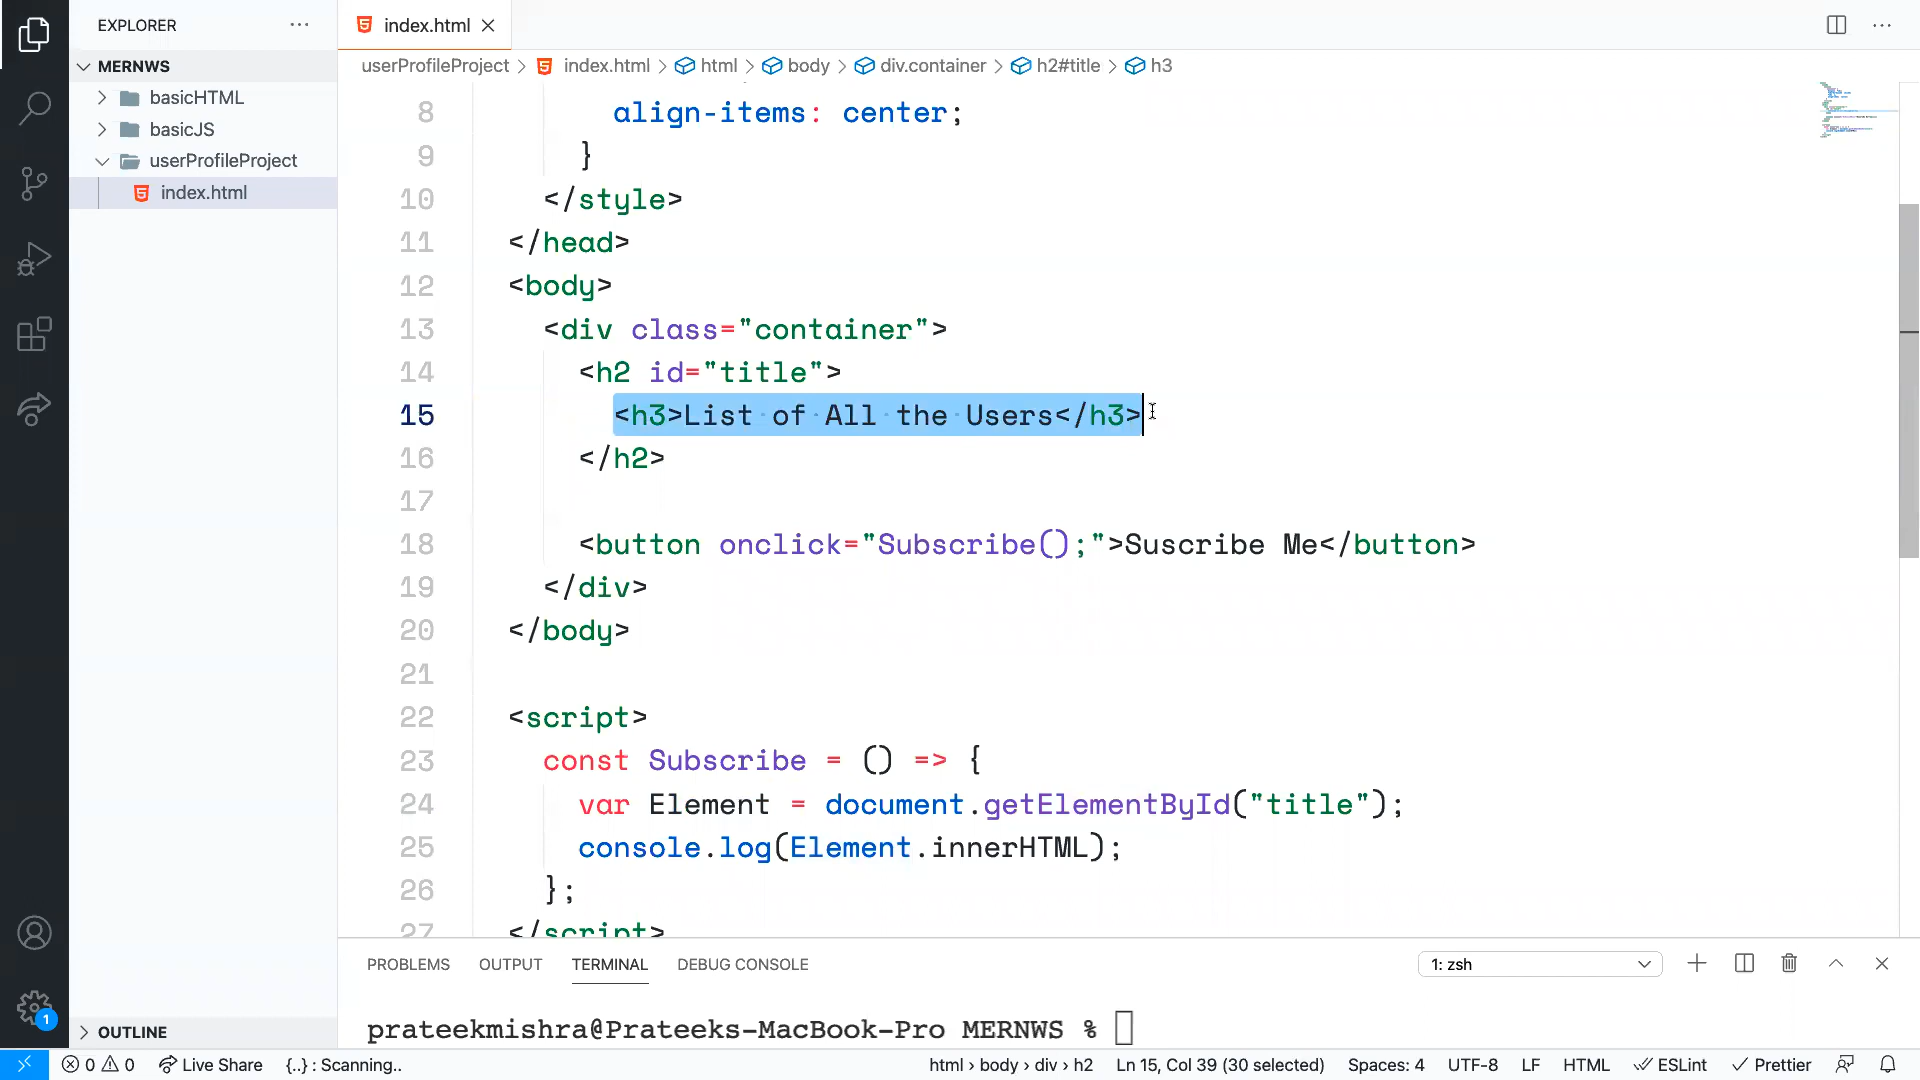 EXPLORER
index.html
MERNWS
userProfileProject > index.html > html > body > div.container > h2#title > h3
basicHTML
basicJS
userProfileProject
index.html
8 align-items: center;
9 }
10 </style>
11 </head>
12 <body>
13 <div class="container">
14 <h2 id="title">
15 <h3>List of All the Users</h3>
16 </h2>
17
18 <button onclick="Subscribe();">Suscribe Me</button>
19 </div>
20 </body>
21
22 <script>
23 const Subscribe = () => {
24 var Element = document.getElementById("title");
25 console.log(Element.innerHTML);
26 };
27 </script>
PROBLEMS OUTPUT TERMINAL DEBUG CONSOLE 1: zsh
prateekmishra@Prateeks-MacBook-Pro MERNWS %
1
OUTLINE
0 0 Live Share {..} : Scanning.. html > body > div > h2 Ln 15, Col 39 (30 selected) Spaces: 4 UTF-8 LF HTML ESLint Prettier